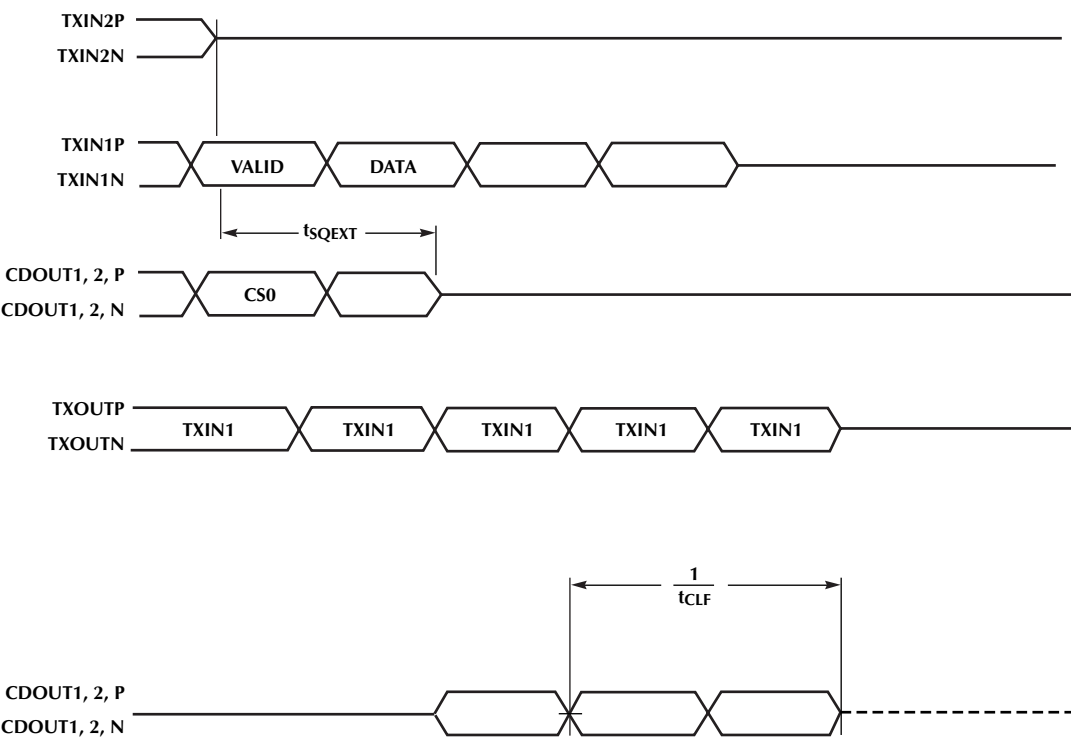 TXIN2P
TXIN2N
TXIN1P
TXIN1N
VALID DATA
tSQEXT
CDOUT1, 2, P
CDOUT1, 2, N
CS0
TXOUTP
TXOUTN
TXIN1 TXIN1 TXIN1 TXIN1 TXIN1
1
tCLF
CDOUT1, 2, P
CDOUT1, 2, N